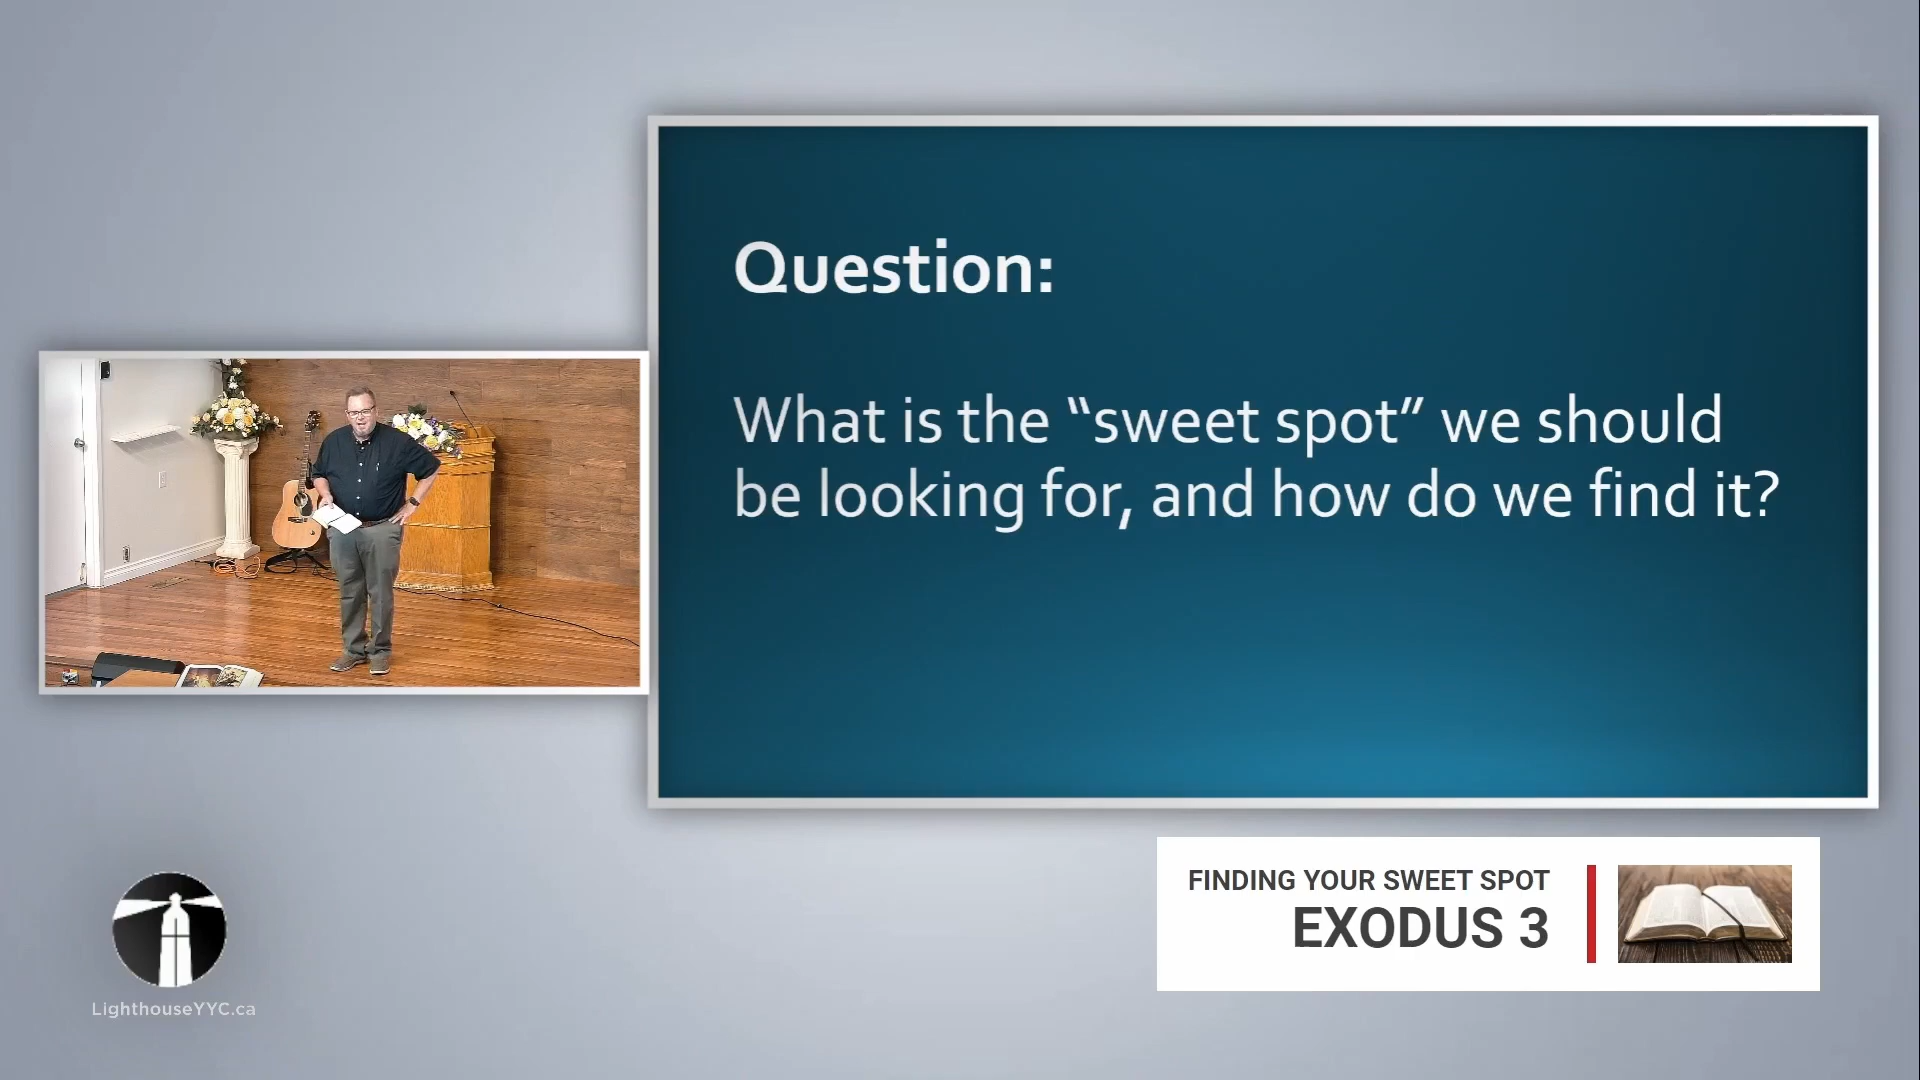 Question:
What is the “sweet spot” we should
be looking for, and how do we find it?
FINDING YOUR SWEET SPOT
EXODUS 3
LighthouseYYC.ca